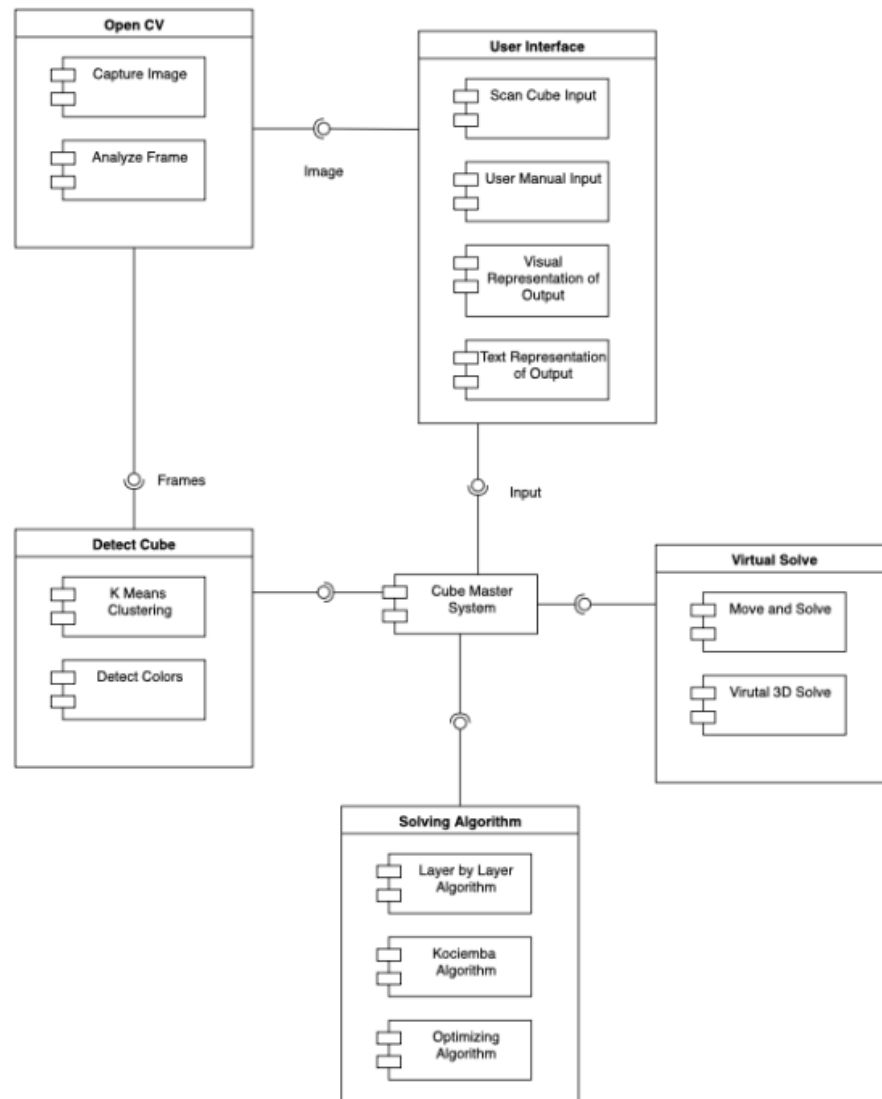 Open CV
Capture Image
Analyze Frame
Image
User Interface
Scan Cube Input
User Manual Input
Visual
Representation of
Output
Text Representation
of Output
Frames
Input
Detect Cube
K Means
Clustering
Detect Colors
Cube Master
System
Virtual Solve
Move and Solve
Virutal 3D Solve
Solving Algorithm
Layer by Layer
Algorithm
Kociemba
Algorithm
Optimizing
Algorithm